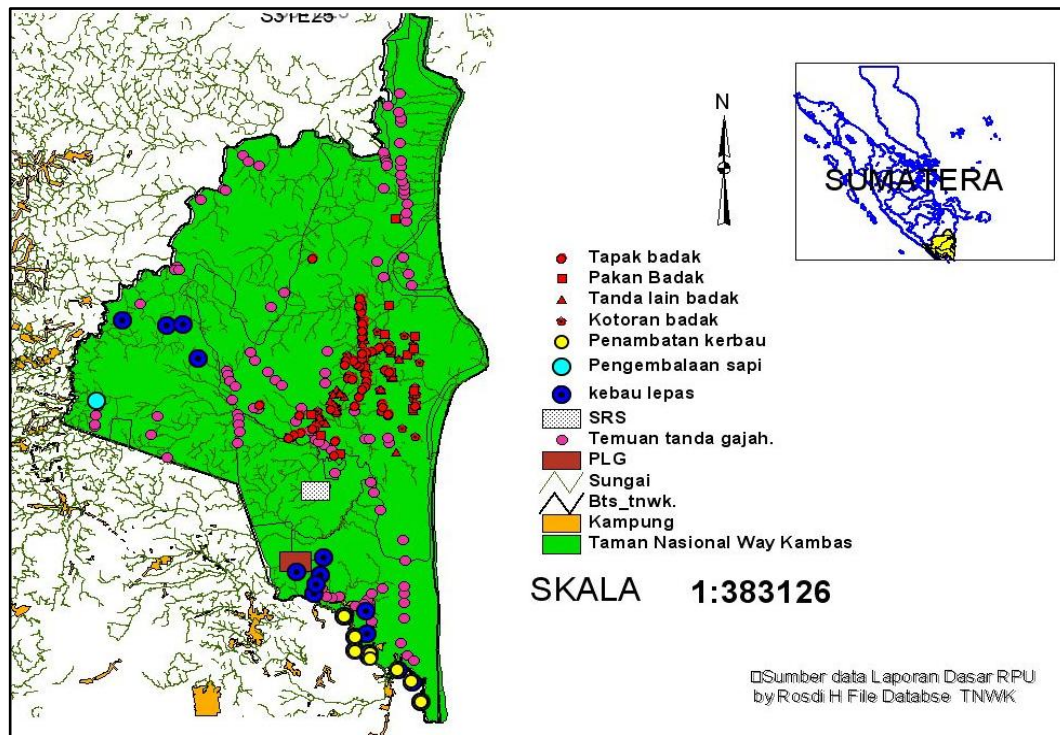 S31E25
N
SUMATERA
Tapak badak
Pakan Badak
Tanda lain badak
Kotoran badak
Penambatan kerbau
Pengembalaan sapi
kebau lepas
SRS
Temuan tanda gajah.
PLG
Sungai
Bts_tnwk.
Kampung
Taman Nasional Way Kambas
SKALA 1:383126
Sumber data Laporan Dasar RPU
by Rosdi H File Databse TNWK